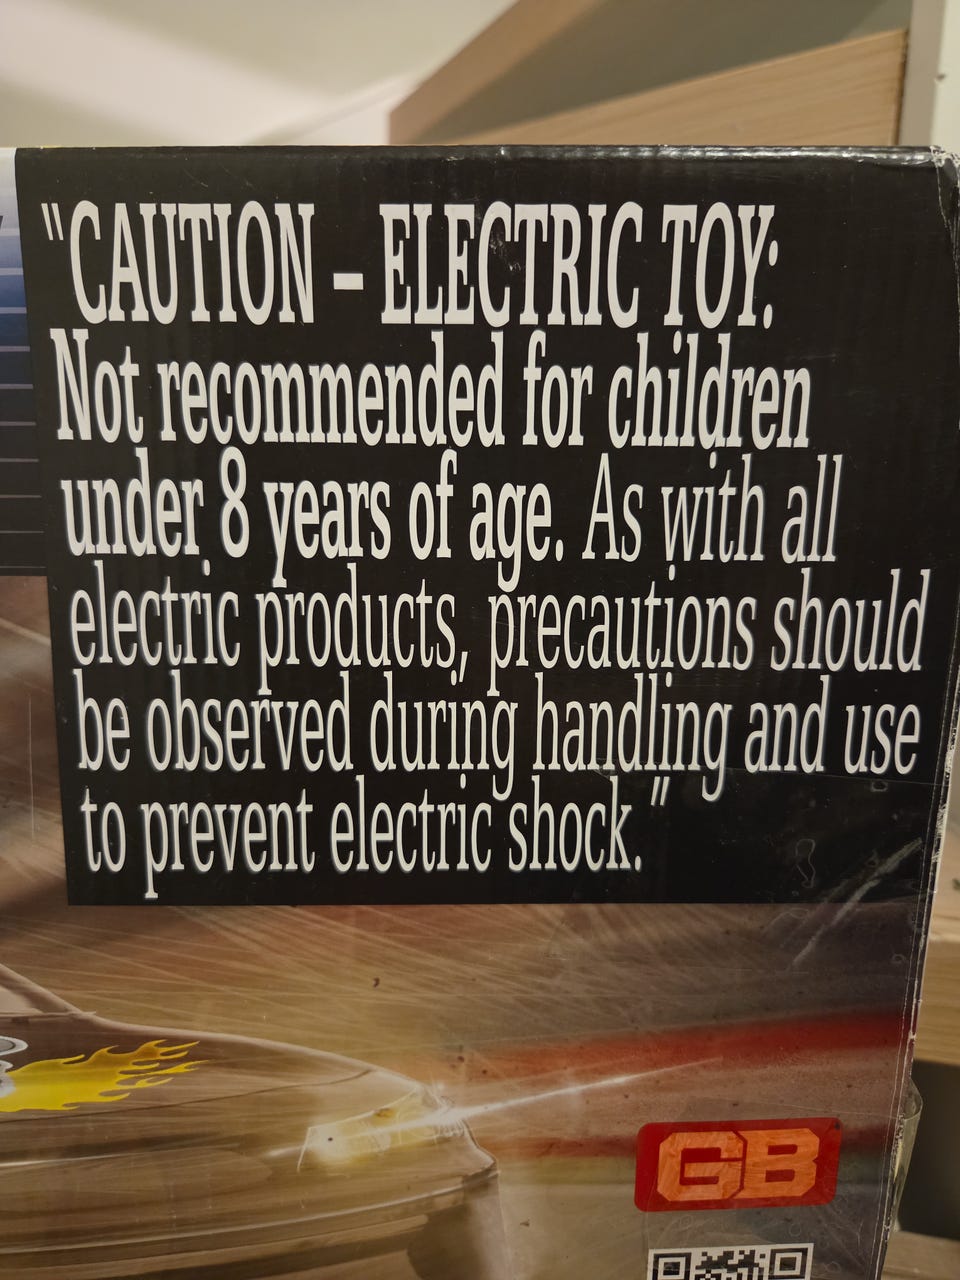 "CAUTION – ELECTRIC TOY:
Not recommended for children
under 8 years of age. As with all
electric products, precautions should
be observed during handling and use
to prevent electric shock."
GB